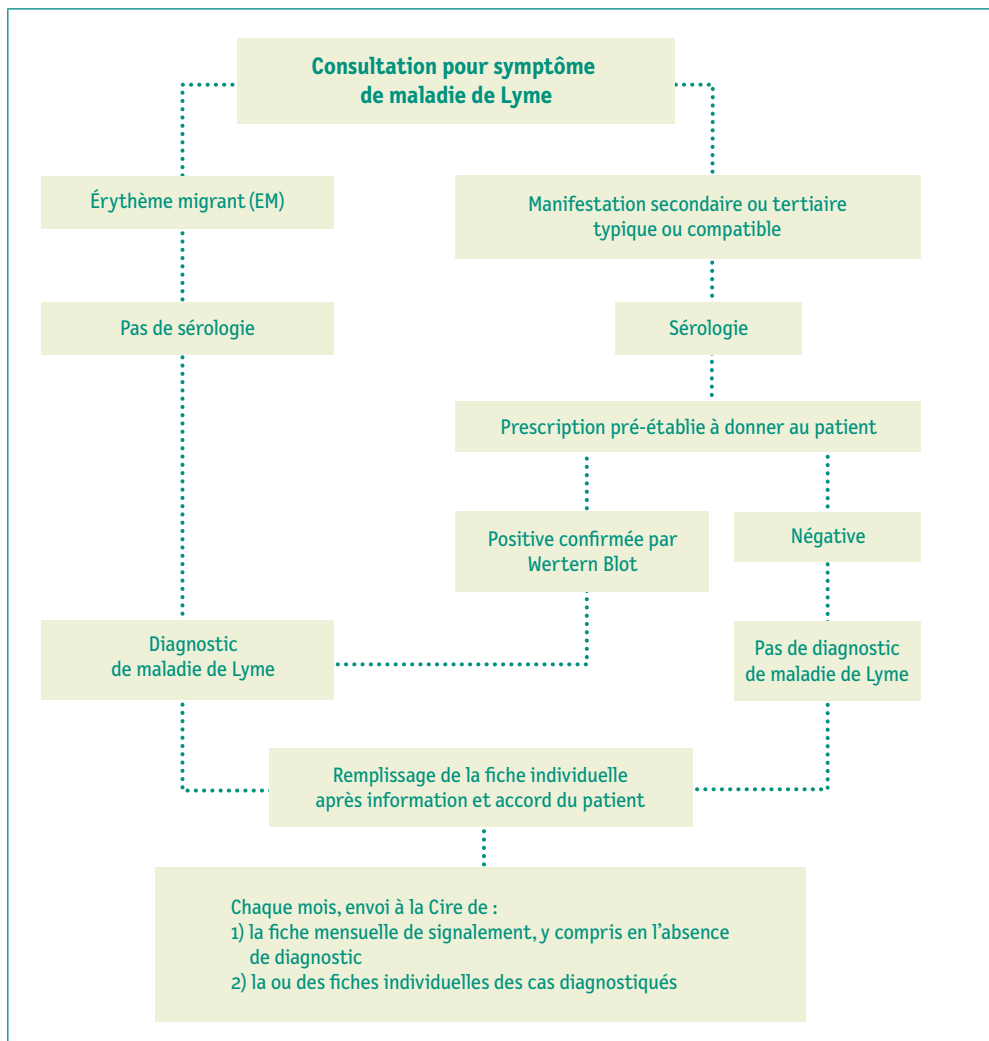 Consultation pour symptôme
de maladie de Lyme
Érythème migrant (EM)
Manifestation secondaire ou tertiaire
typique ou compatible
Pas de sérologie
Sérologie
Prescription pré-établie à donner au patient
Positive confirmée par
Wertern Blot
Négative
Diagnostic
de maladie de Lyme
Pas de diagnostic
de maladie de Lyme
Remplissage de la fiche individuelle
après information et accord du patient
Chaque mois, envoi à la Cire de :
1) la fiche mensuelle de signalement, y compris en l’absence
de diagnostic
2) la ou des fiches individuelles des cas diagnostiqués